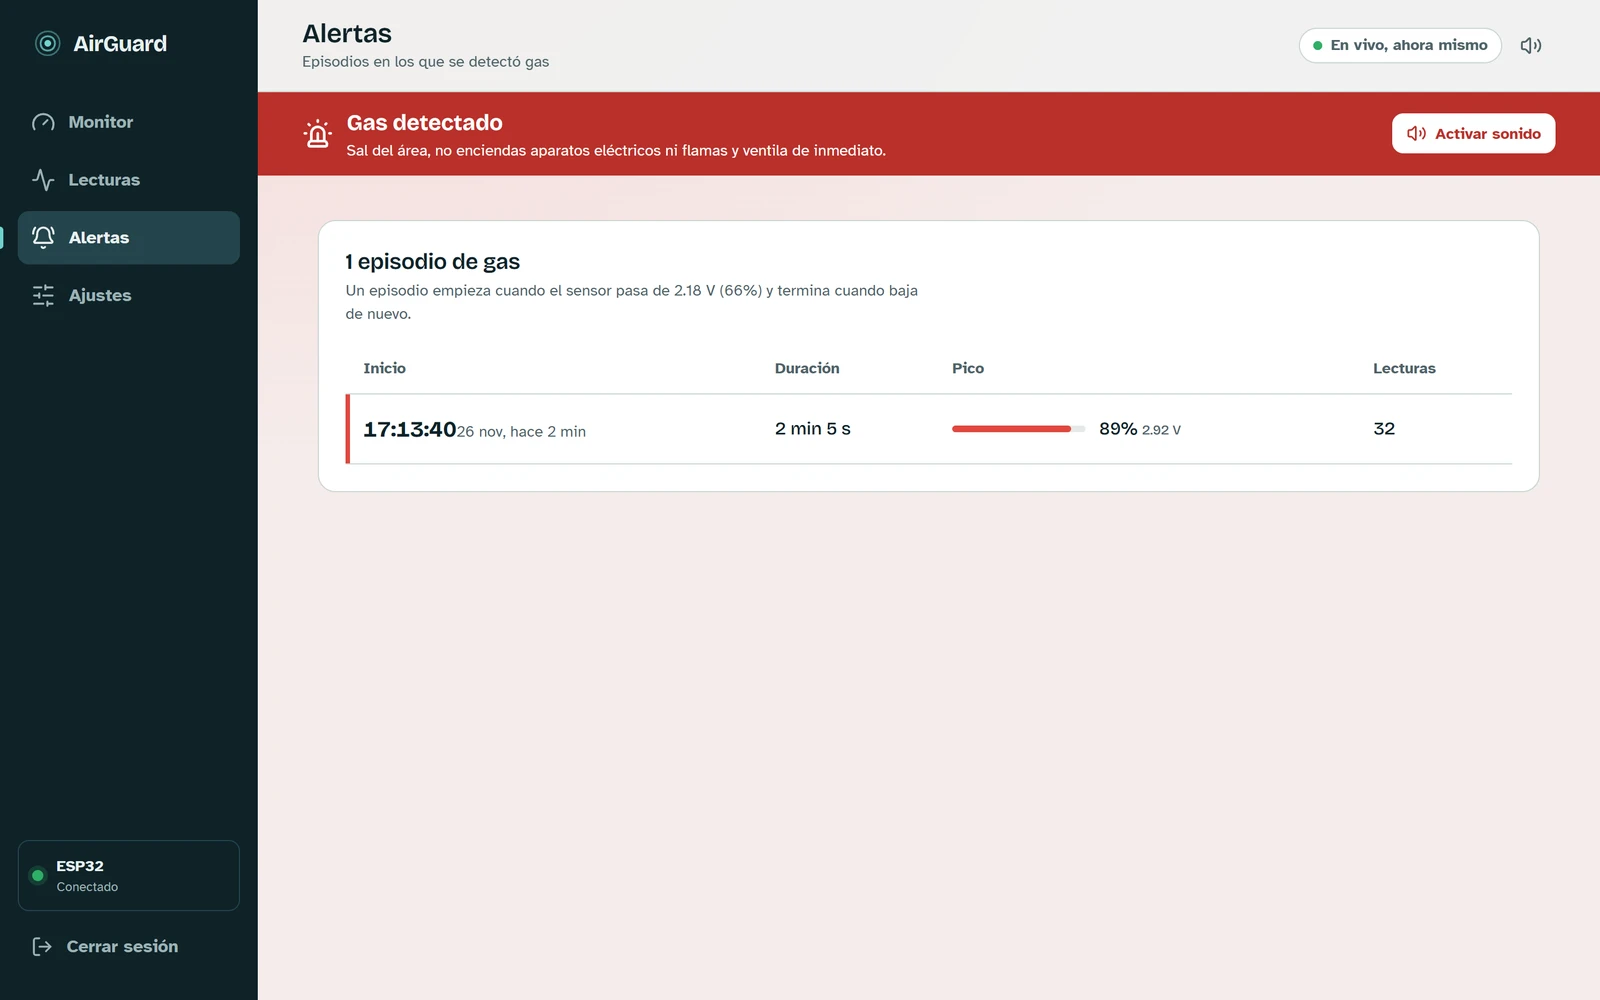 AirGuard
Monitor
Lecturas
Alertas
Ajustes
ESP32
Conectado
Cerrar sesión
Alertas
Episodios en los que se detectó gas
En vivo, ahora mismo
Gas detectado
Sal del área, no enciendas aparatos eléctricos ni flamas y ventila de inmediato.
Activar sonido
1 episodio de gas
Un episodio empieza cuando el sensor pasa de 2.18 V (66%) y termina cuando baja
de nuevo.
Inicio Duración Pico Lecturas
17:13:40 26 nov, hace 2 min 2 min 5 s 89% 2.92 V 32